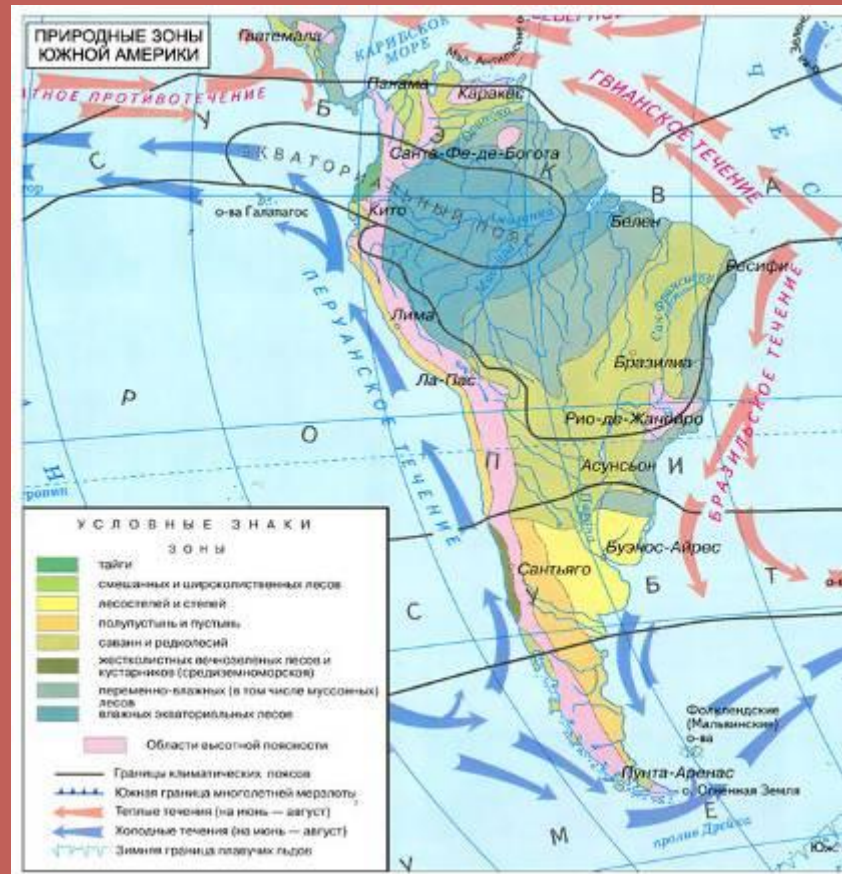 ПРИРОДНЫЕ ЗОНЫ
ЮЖНОЙ АМЕРИКИ
Гватемала
КАРИБСКОЕ
МОРЕ
Панама
Каракас
АТНОЕ ПРОТИВОТЕЧЕНИЕ
ГВИАНСКОЕ ТЕЧЕНИЕ
Санта-Фе-де-Богота
ЭКВАТОРИАЛЬНЫЙ ПОЯС
Кито
о-ва Галапагос
Амазонка
Белен
Ресифи
ПЕРУАНСКОЕ ТЕЧЕНИЕ
Лима
Бразилиа
Ла-Пас
Рио-де-Жанейро
БРАЗИЛЬСКОЕ ТЕЧЕНИЕ
Асунсьон
Парана
Буэнос-Айрес
Сантьяго
Фолклендские
(Мальвинские)
о-ва
Пунта-Аренас
о. Огненная Земля
пролив Дрейка
УСЛОВНЫЕ ЗНАКИ
ЗОНЫ
тайги
смешанных и широколиственных лесов
лесостепей и степей
полупустынь и пустынь
саванн и редколесий
жестколистных вечнозеленых лесов и
кустарников (средиземноморская)
переменно-влажных (в том числе муссонных)
лесов
влажных экваториальных лесов
Области высотной поясности
Границы климатических поясов
Южная граница многолетней мерзлоты
Теплые течения (на июнь — август)
Холодные течения (на июнь — август)
Зимняя граница плавучих льдов